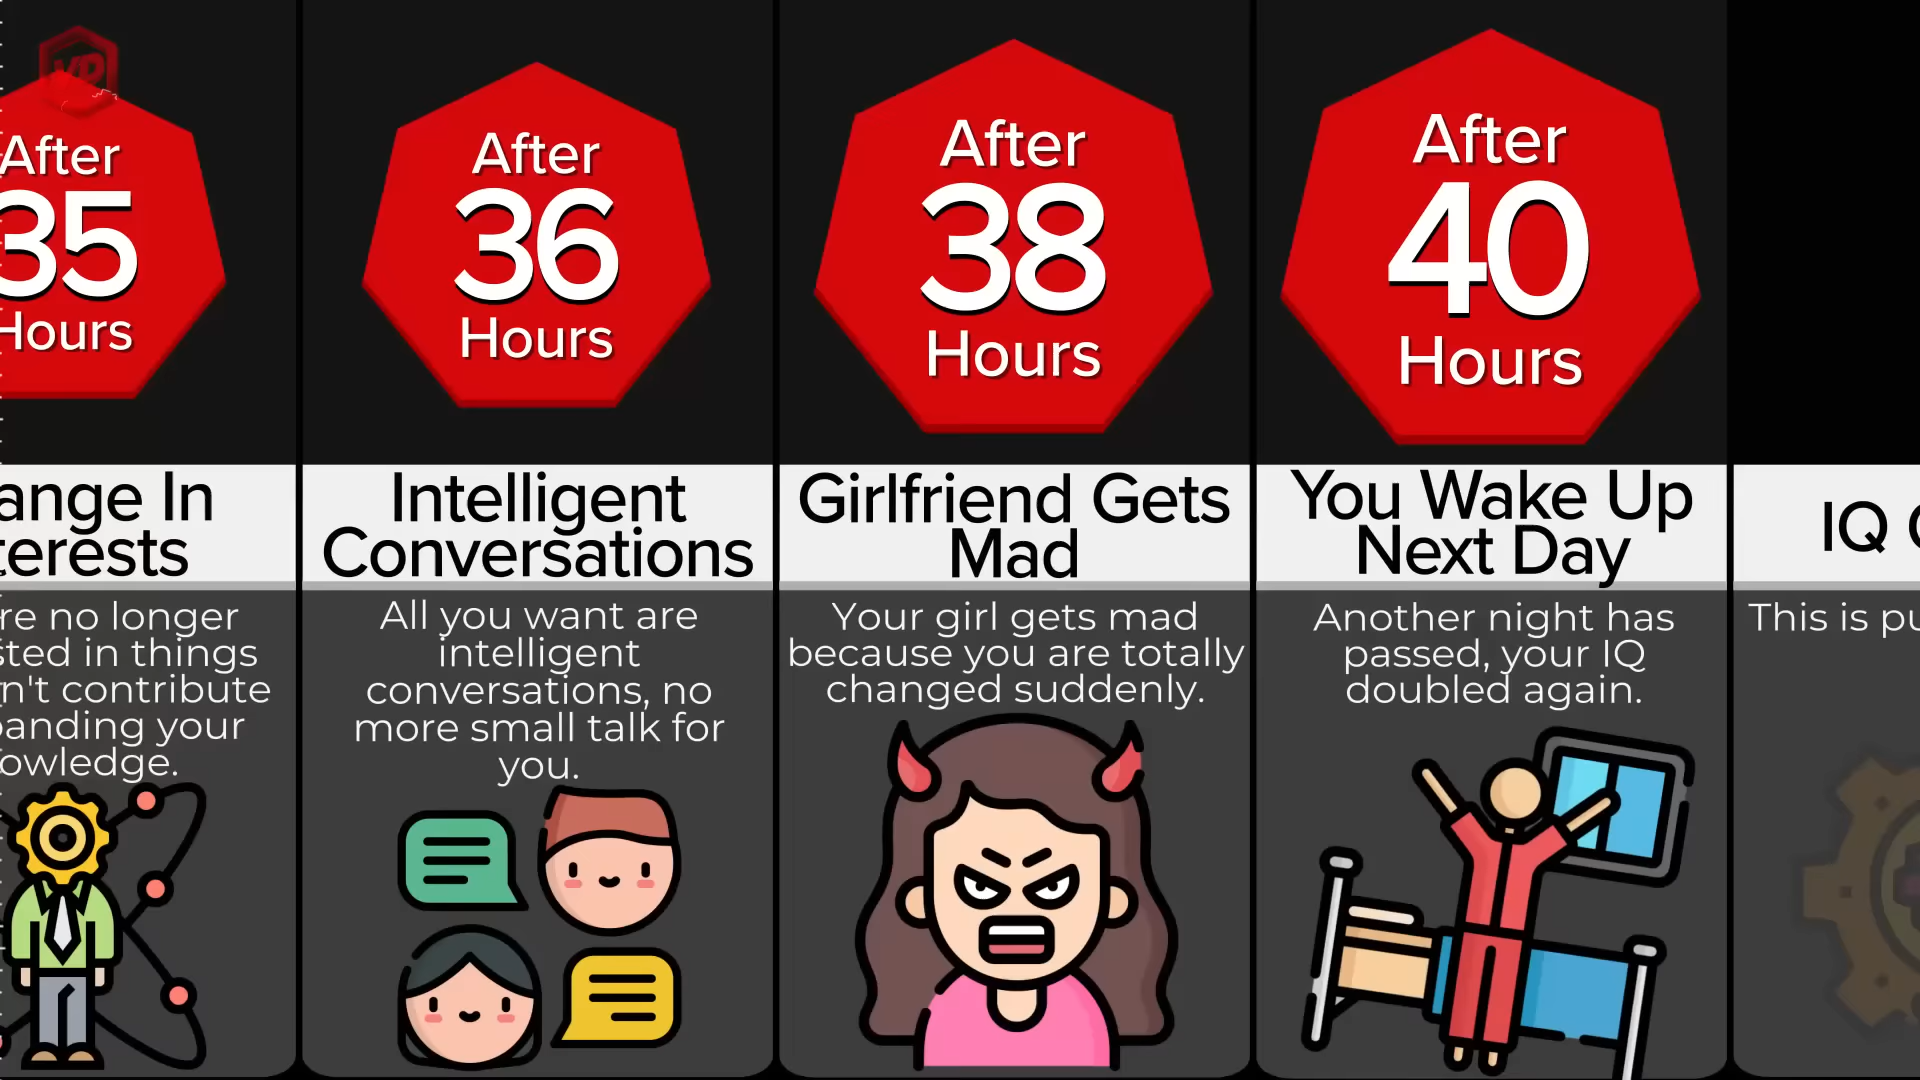 VP
After
35
Hours
ange In
terests
re no longer
sted in things
n't contribute
panding your
owledge.
After
36
Hours
Intelligent
Conversations
All you want are
intelligent
conversations, no
more small talk for
you.
After
38
Hours
Girlfriend Gets
Mad
Your girl gets mad
because you are totally
changed suddenly.
After
40
Hours
You Wake Up
Next Day
Another night has
passed, your IQ
doubled again.
IQ
This is pu